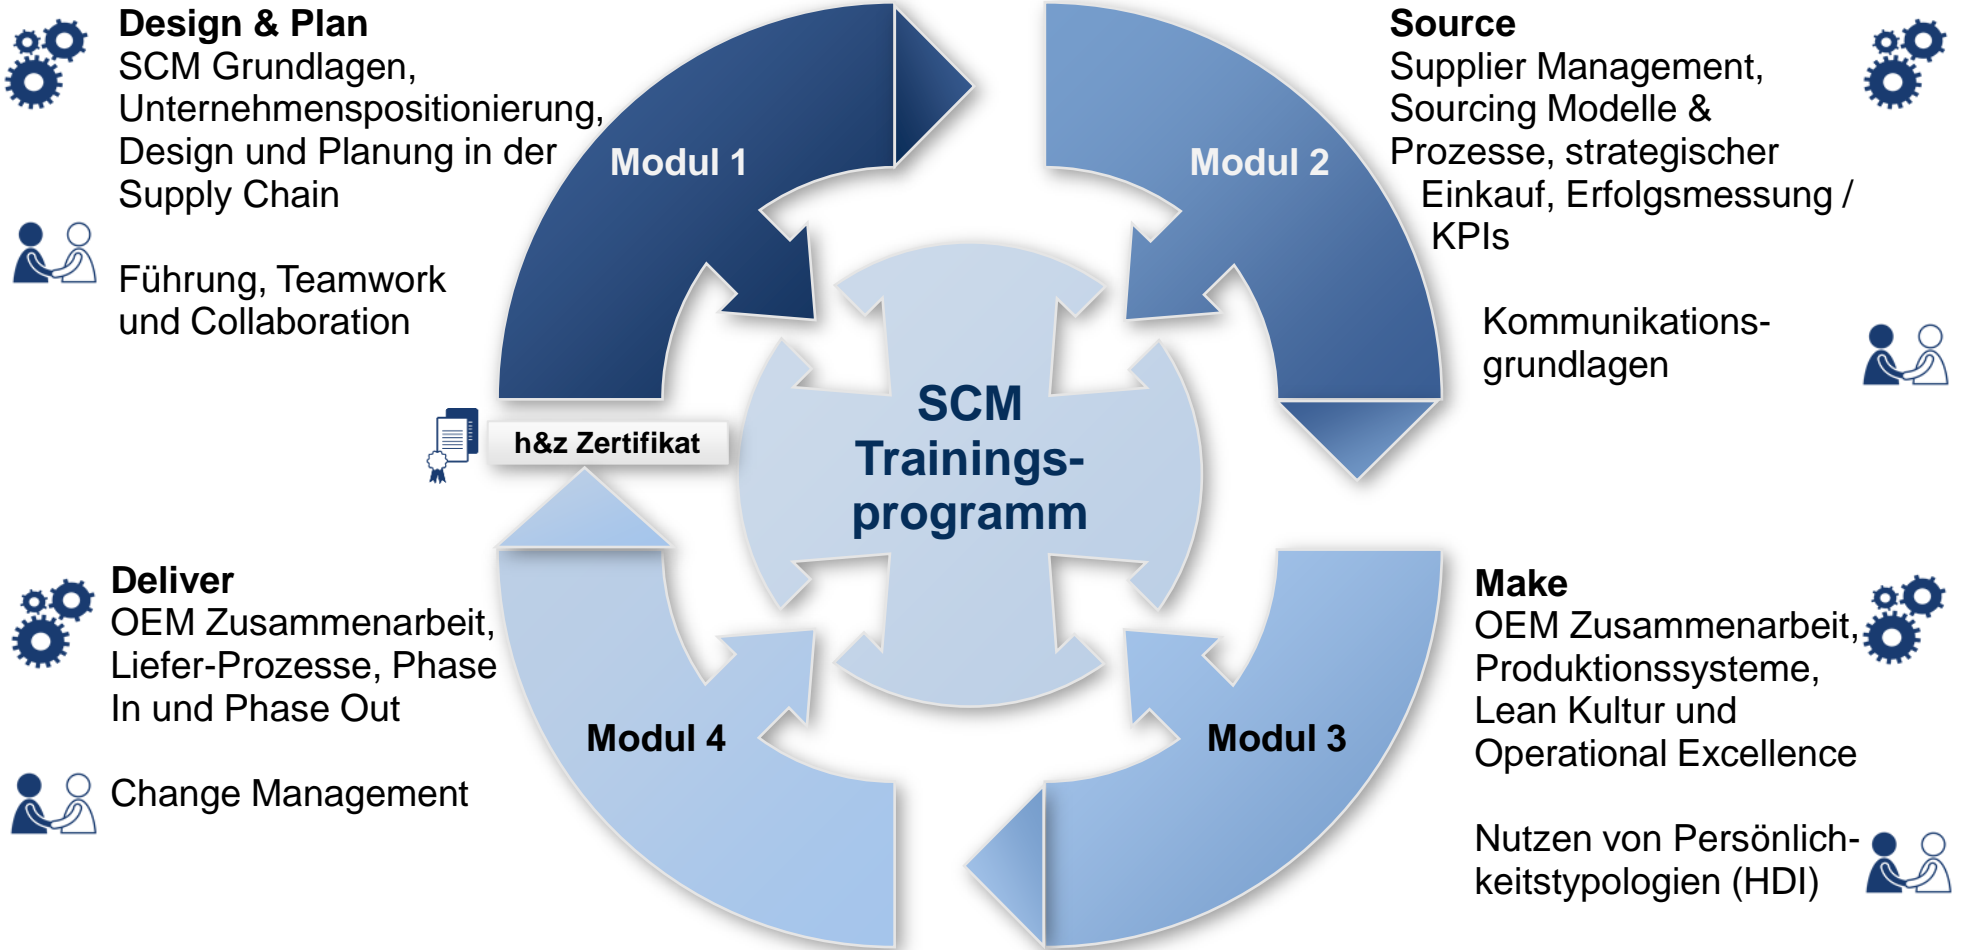 Design & Plan
SCM Grundlagen,
Unternehmenspositionierung,
Design und Planung in der
Supply Chain
Führung, Teamwork
und Collaboration
Modul 1
Modul 2
Source
Supplier Management,
Sourcing Modelle &
Prozesse, strategischer
Einkauf, Erfolgsmessung /
KPIs
Kommunikations-
grundlagen
h&z Zertifikat
SCM
Trainings-
programm
Deliver
OEM Zusammenarbeit,
Liefer-Prozesse, Phase
In und Phase Out
Change Management
Modul 4
Modul 3
Make
OEM Zusammenarbeit,
Produktionssysteme,
Lean Kultur und
Operational Excellence
Nutzen von Persönlich-
keitstypologien (HDI)